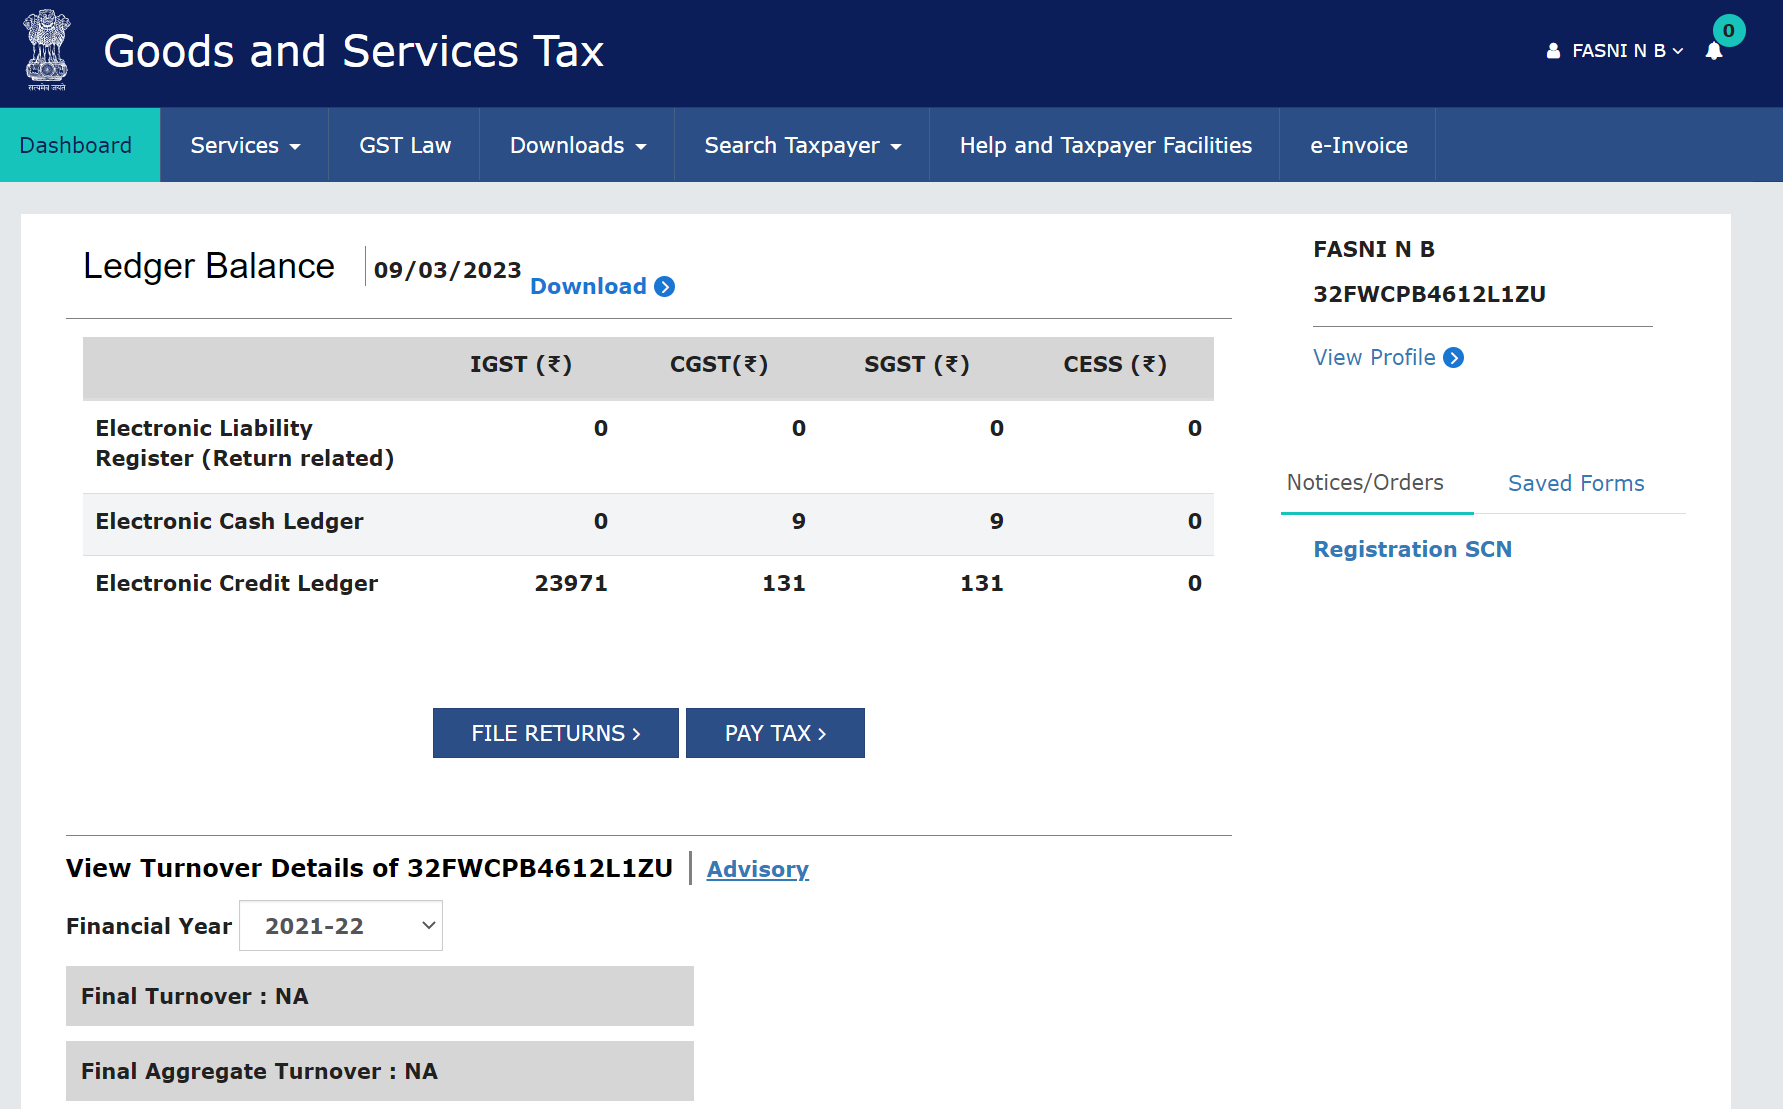 सत्यमेव जयते
Goods and Services Tax
FASNI N B
0
Dashboard
Services
GST Law
Downloads
Search Taxpayer
Help and Taxpayer Facilities
e-Invoice
Ledger Balance
09/03/2023
Download
IGST (₹) CGST(₹) SGST (₹) CESS (₹)
Electronic Liability 0 0 0 0
Register (Return related)
Electronic Cash Ledger 0 9 9 0
Electronic Credit Ledger 23971 131 131 0
FILE RETURNS
PAY TAX
View Turnover Details of 32FWCPB4612L1ZU
Advisory
Financial Year 2021-22
Final Turnover : NA
Final Aggregate Turnover : NA
FASNI N B
32FWCPB4612L1ZU
View Profile
Notices/Orders
Saved Forms
Registration SCN